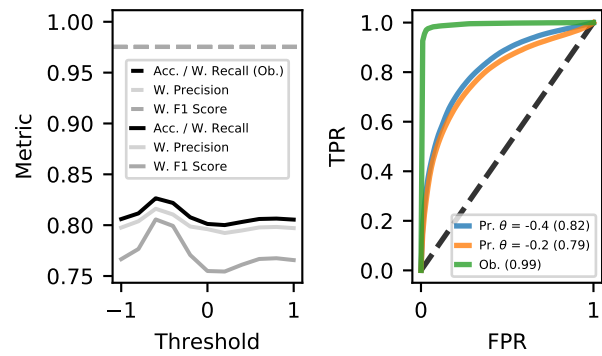 1.00
0.95
0.90
0.85
0.80
0.75
Metric
Acc. / W. Recall (Ob.)
W. Precision
W. F1 Score
Acc. / W. Recall
W. Precision
W. F1 Score
−1 0 1
Threshold
1.0
0.8
0.6
0.4
0.2
0.0
TPR
Pr. θ = -0.4 (0.82)
Pr. θ = -0.2 (0.79)
Ob. (0.99)
0 1
FPR